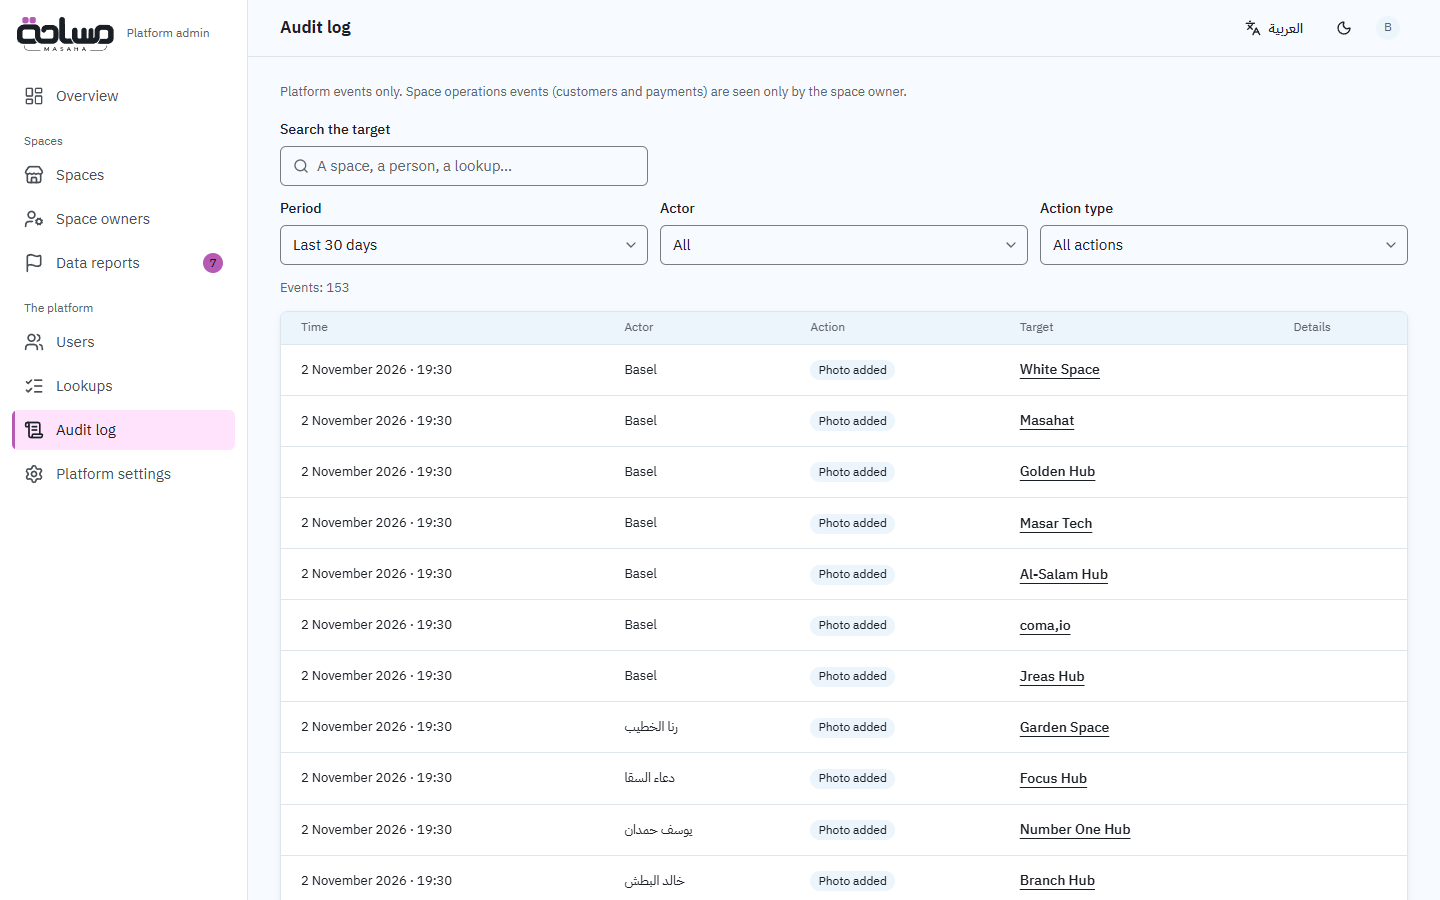 مساحة
MASAHA
Platform admin
Overview
Spaces
Spaces
Space owners
Data reports 7
The platform
Users
Lookups
Audit log
Platform settings
Audit log
العربية
B
Platform events only. Space operations events (customers and payments) are seen only by the space owner.
Search the target
A space, a person, a lookup...
Period Actor Action type
Last 30 days All All actions
Events: 153
Time Actor Action Target Details
2 November 2026 · 19:30 Basel Photo added White Space
2 November 2026 · 19:30 Basel Photo added Masahat
2 November 2026 · 19:30 Basel Photo added Golden Hub
2 November 2026 · 19:30 Basel Photo added Masar Tech
2 November 2026 · 19:30 Basel Photo added Al-Salam Hub
2 November 2026 · 19:30 Basel Photo added coma,io
2 November 2026 · 19:30 Basel Photo added Jreas Hub
2 November 2026 · 19:30 رنا الخطيب Photo added Garden Space
2 November 2026 · 19:30 دعاء السقا Photo added Focus Hub
2 November 2026 · 19:30 يوسف حمدان Photo added Number One Hub
2 November 2026 · 19:30 خالد البطش Photo added Branch Hub